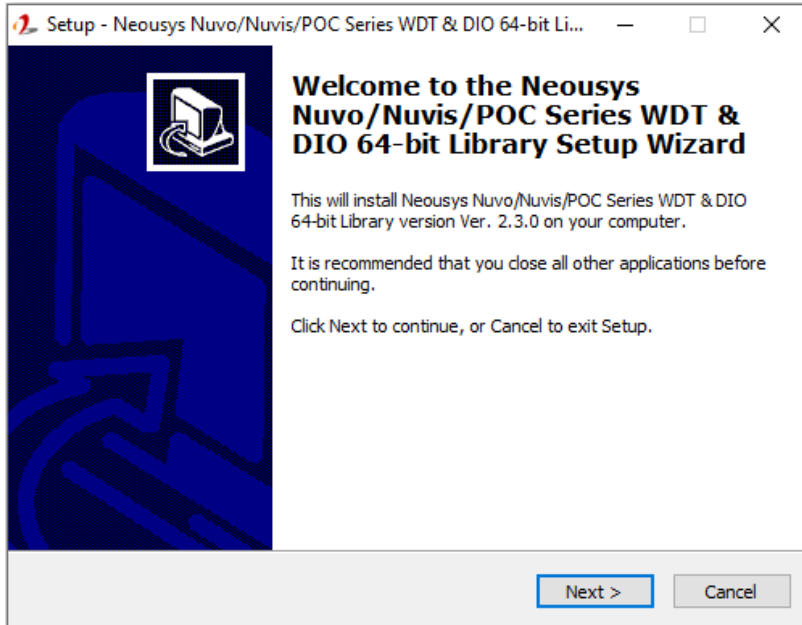 Setup - Neousys Nuvo/Nuvis/POC Series WDT & DIO 64-bit Li...
Welcome to the Neousys
Nuvo/Nuvis/POC Series WDT &
DIO 64-bit Library Setup Wizard
This will install Neousys Nuvo/Nuvis/POC Series WDT & DIO
64-bit Library version Ver. 2.3.0 on your computer.
It is recommended that you close all other applications before
continuing.
Click Next to continue, or Cancel to exit Setup.
Next >
Cancel